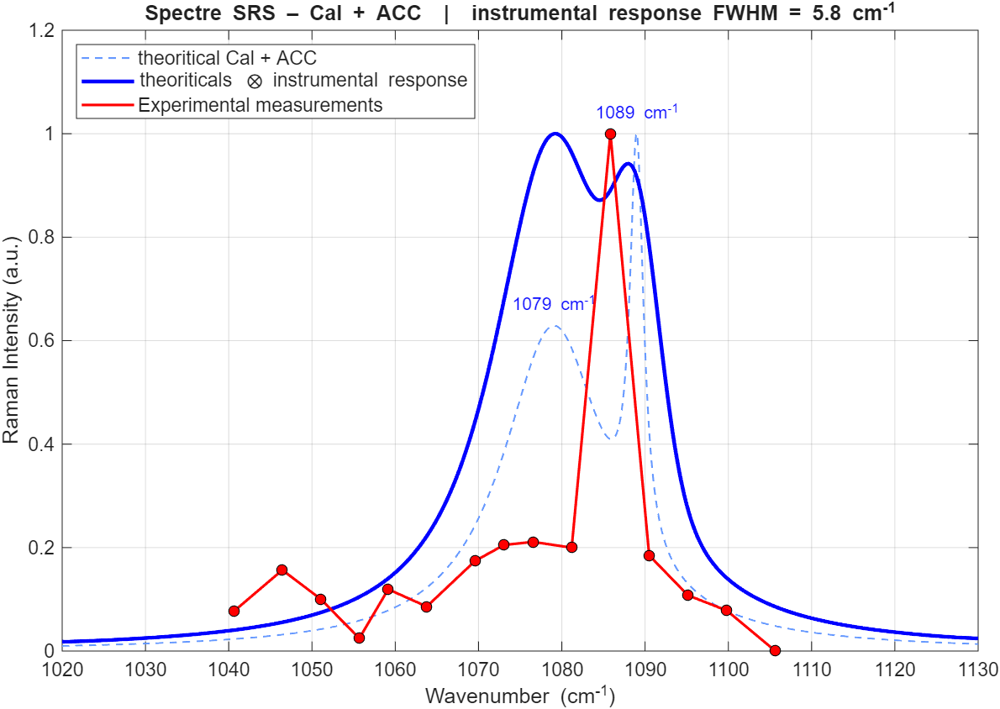 Spectre SRS – Cal + ACC | instrumental response FWHM = 5.8 cm⁻¹
theoritical Cal + ACC
theoriticals ⊗ instrumental response
Experimental measurements
1089 cm⁻¹
1079 cm⁻¹
Raman Intensity (a.u.)
1.2
1
0.8
0.6
0.4
0.2
0
1020 1030 1040 1050 1060 1070 1080 1090 1100 1110 1120 1130
Wavenumber (cm⁻¹)